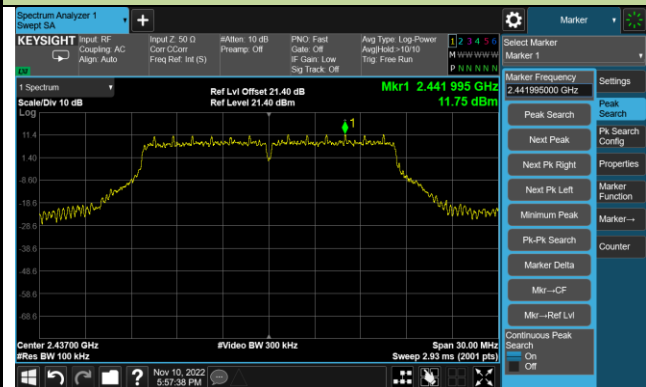 Spectrum Analyzer 1
Swept SA
Marker
KEYSIGHT
Input: RF
Coupling: AC
Align: Auto
Input Z: 50 Ω
Corr CCorr
Freq Ref: Int (S)
#Atten: 10 dB
Preamp: Off
PNO: Fast
Gate: Off
IF Gain: Low
Sig Track: Off
Avg Type: Log-Power
Avg|Hold >10/10
Trig: Free Run
1 2 3 4 5 6
M W W W W W
P N N N N N
Select Marker
Marker 1
1 Spectrum
Scale/Div 10 dB
Log
Ref Lvl Offset 21.40 dB
Ref Level 21.40 dBm
Mkr1 2.441 995 GHz
11.75 dBm
1
11.4
1.40
-8.60
-18.6
-28.6
-38.6
-48.6
-58.6
-68.6
Center 2.43700 GHz
#Res BW 100 kHz
#Video BW 300 kHz
Span 30.00 MHz
Sweep 2.93 ms (2001 pts)
Marker Frequency
2.441995000 GHz
Peak Search
Next Peak
Next Pk Right
Next Pk Left
Minimum Peak
Pk-Pk Search
Marker Delta
Mkr→CF
Mkr→Ref Lvl
Continuous Peak
Search
On
Off
Settings
Peak
Search
Pk Search
Config
Properties
Marker
Function
Marker→
Counter
Nov 10, 2022
5:57:38 PM